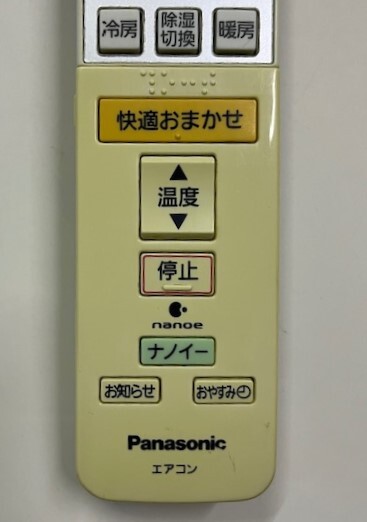 冷房
除湿
切換
暖房
快適おまかせ
▲
温度
▼
停止
nanoe
ナノイー
お知らせ
おやすみ
Panasonic
エアコン